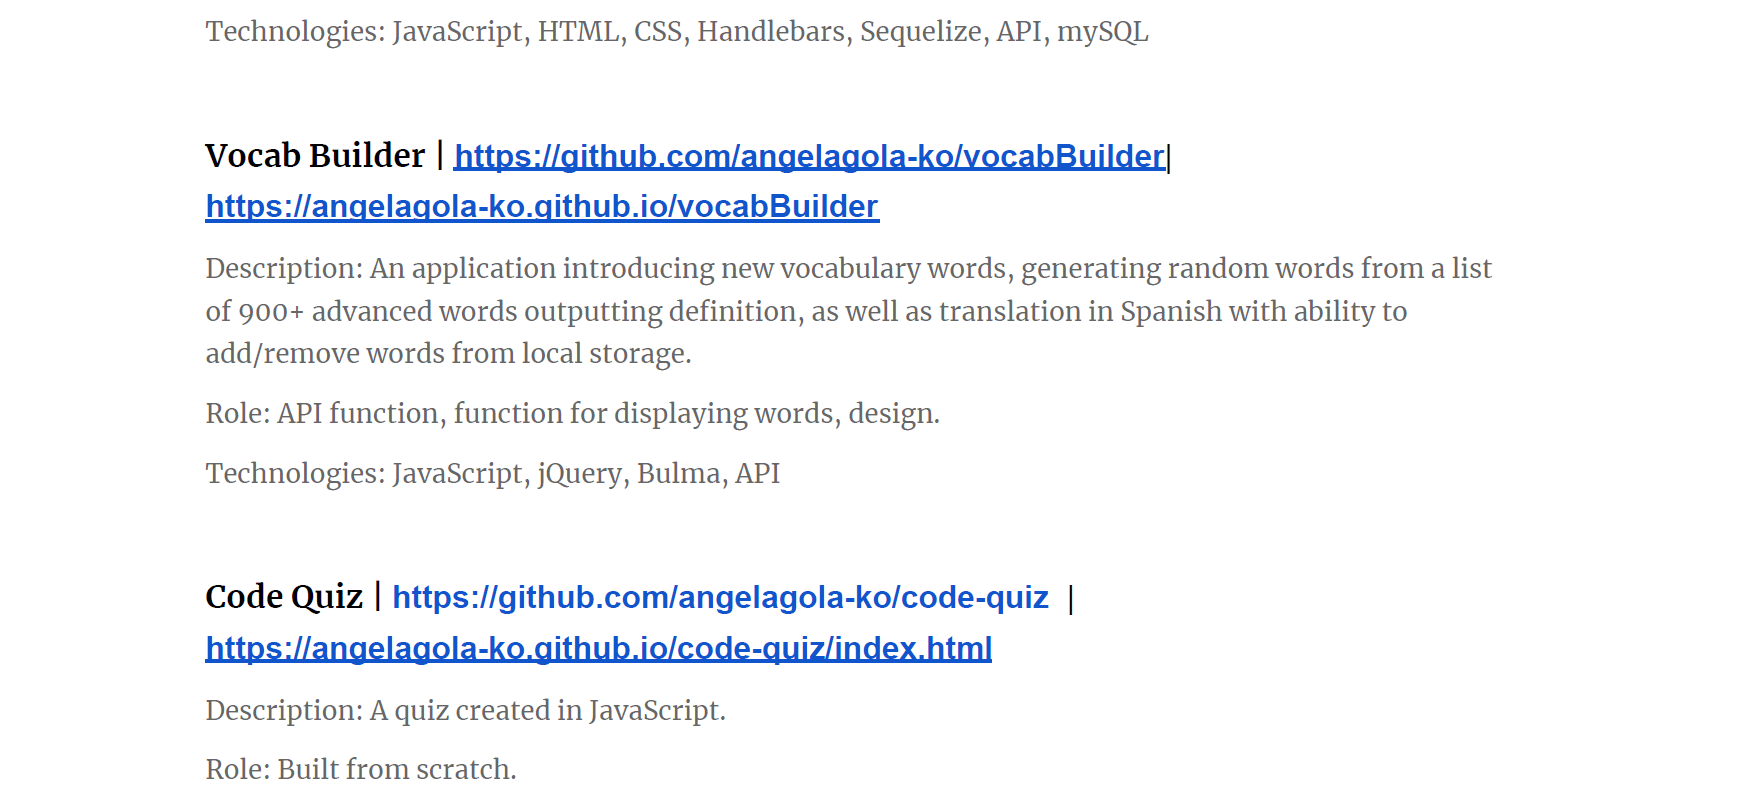 Technologies: JavaScript, HTML, CSS, Handlebars, Sequelize, API, mySQL
Vocab Builder | https://github.com/angelagola-ko/vocabBuilder|
https://angelagola-ko.github.io/vocabBuilder
Description: An application introducing new vocabulary words, generating random words from a list
of 900+ advanced words outputting definition, as well as translation in Spanish with ability to
add/remove words from local storage.
Role: API function, function for displaying words, design.
Technologies: JavaScript, jQuery, Bulma, API
Code Quiz | https://github.com/angelagola-ko/code-quiz |
https://angelagola-ko.github.io/code-quiz/index.html
Description: A quiz created in JavaScript.
Role: Built from scratch.